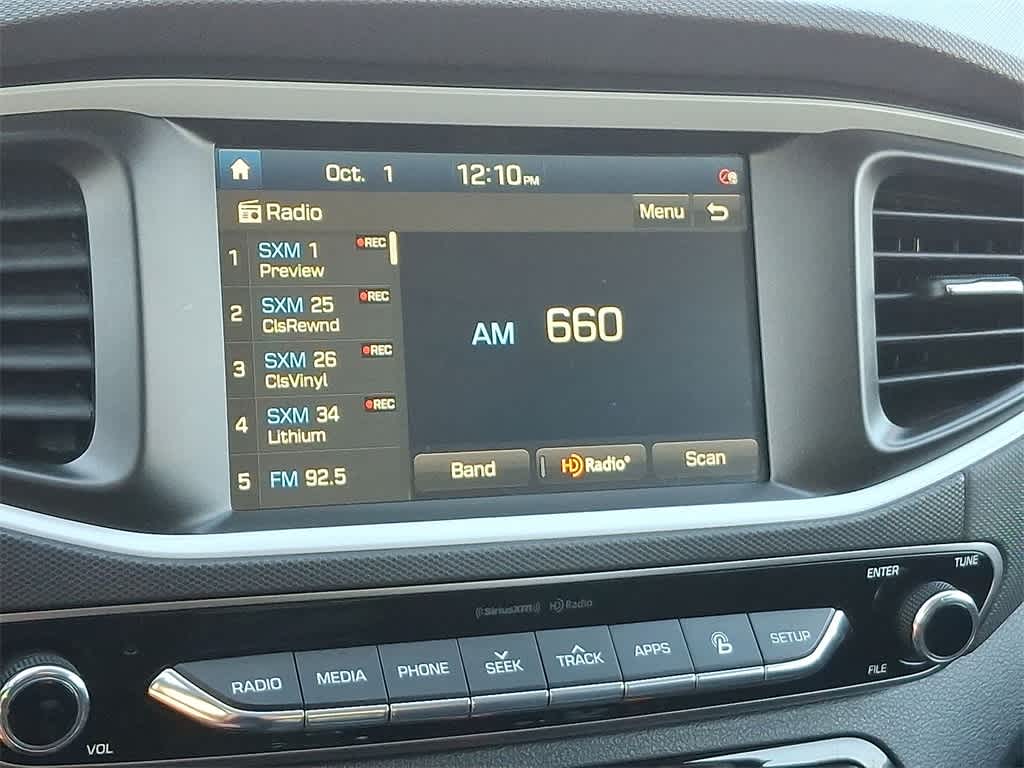 Oct. 1 12:10PM
Radio Menu
1 SXM 1 REC
Preview
2 SXM 25 REC
ClsRewnd
3 SXM 26 REC
ClsVinyl
4 SXM 34 REC
Lithium
5 FM 92.5
AM 660
Band HD Radio® Scan
ENTER TUNE
((SiriusXM)) HD Radio
RADIO MEDIA PHONE SEEK TRACK APPS SETUP
FILE
VOL